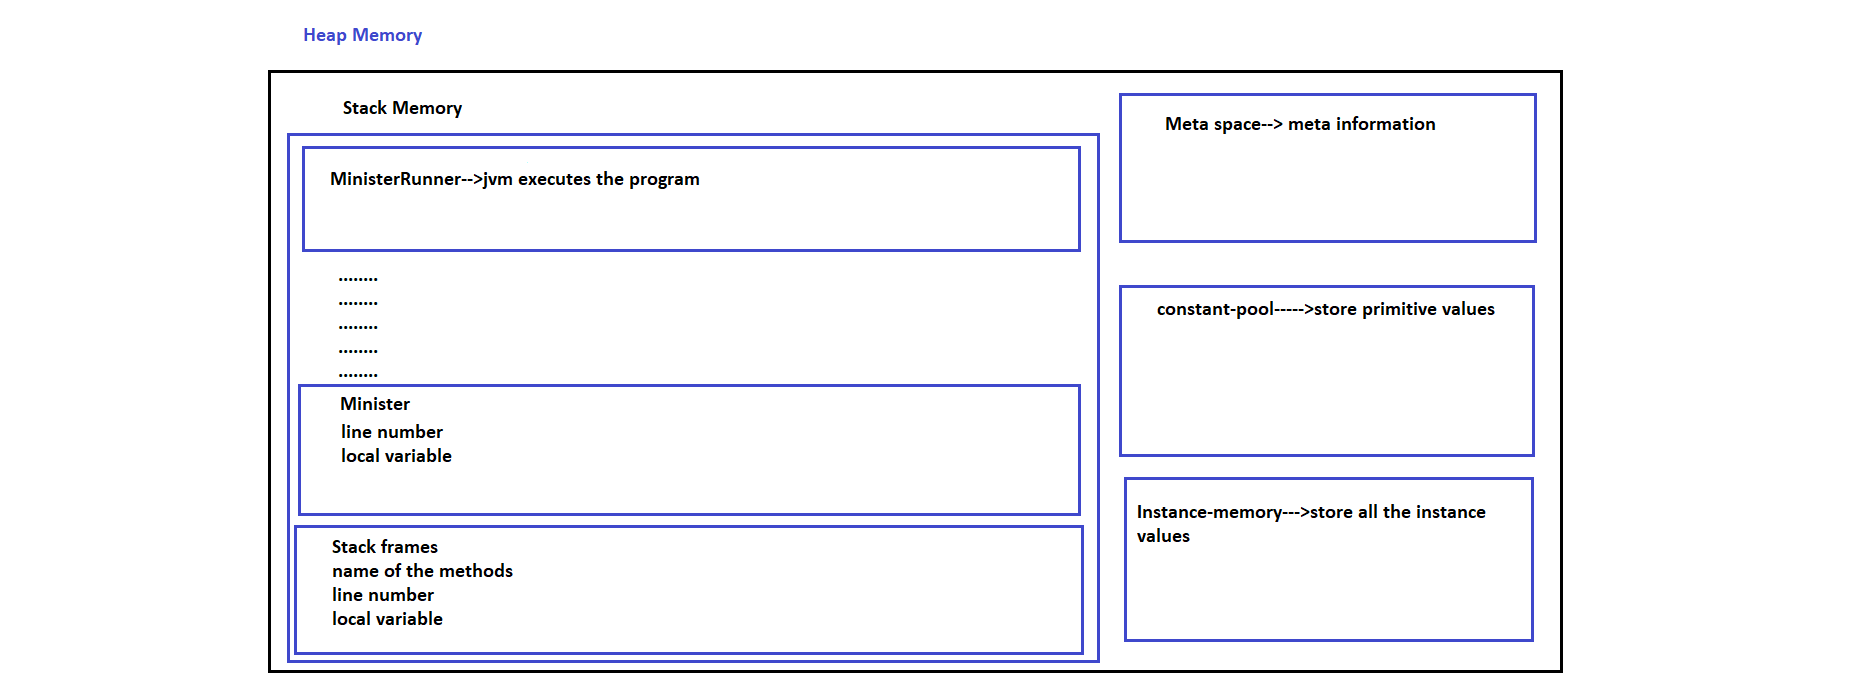 Heap Memory
Stack Memory
MinisterRunner-->jvm executes the program
........
........
........
........
........
Minister
line number
local variable
Stack frames
name of the methods
line number
local variable
Meta space--> meta information
constant-pool----->store primitive values
Instance-memory--->store all the instance
values